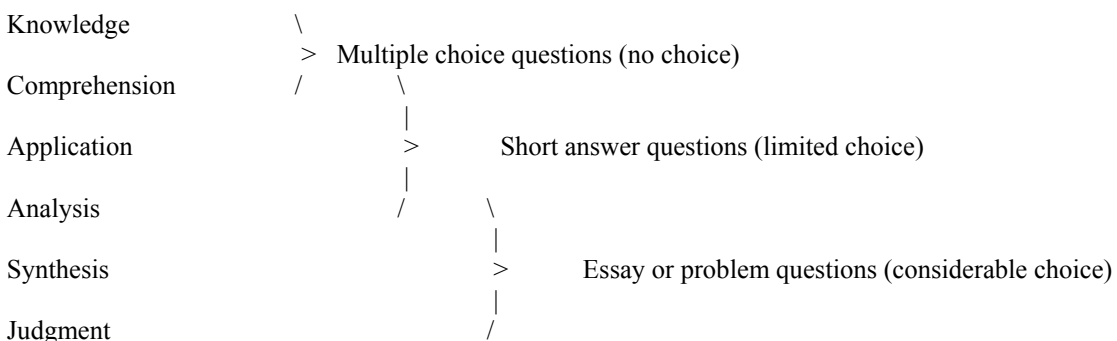 Knowledge \
> Multiple choice questions (no choice)
Comprehension / \
|
Application > Short answer questions (limited choice)
|
Analysis / \
|
Synthesis > Essay or problem questions (considerable choice)
|
Judgment /